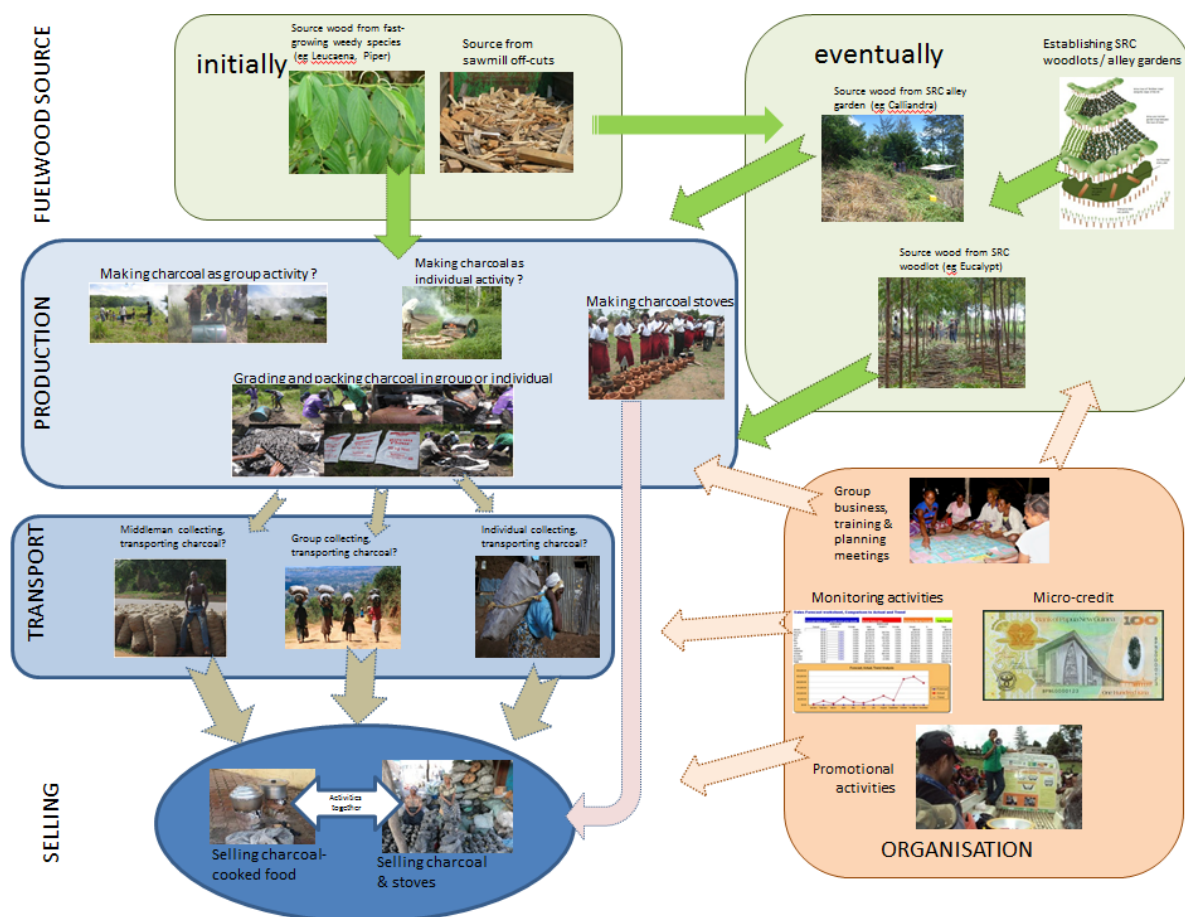 FUELWOOD SOURCE
initially
Source wood from fast-
growing weedy species
(eg Leucaena, Piper)
Source from
sawmill off-cuts
eventually
Establishing SRC
woodlots / alley gardens
Source wood from SRC alley
garden (eg Calliandra)
Source wood from SRC
woodlot (eg Eucalypt)
PRODUCTION
Making charcoal as group activity ?
Making charcoal as
individual activity ?
Making charcoal stoves
Grading and packing charcoal in group or individual
TRANSPORT
Middleman collecting,
transporting charcoal?
Group collecting,
transporting charcoal?
Individual collecting,
transporting charcoal?
SELLING
Activities
together
Selling charcoal-
cooked food
Selling charcoal
& stoves
Group
business,
training &
planning
meetings
Monitoring activities
Micro-credit
100
Promotional
activities
ORGANISATION